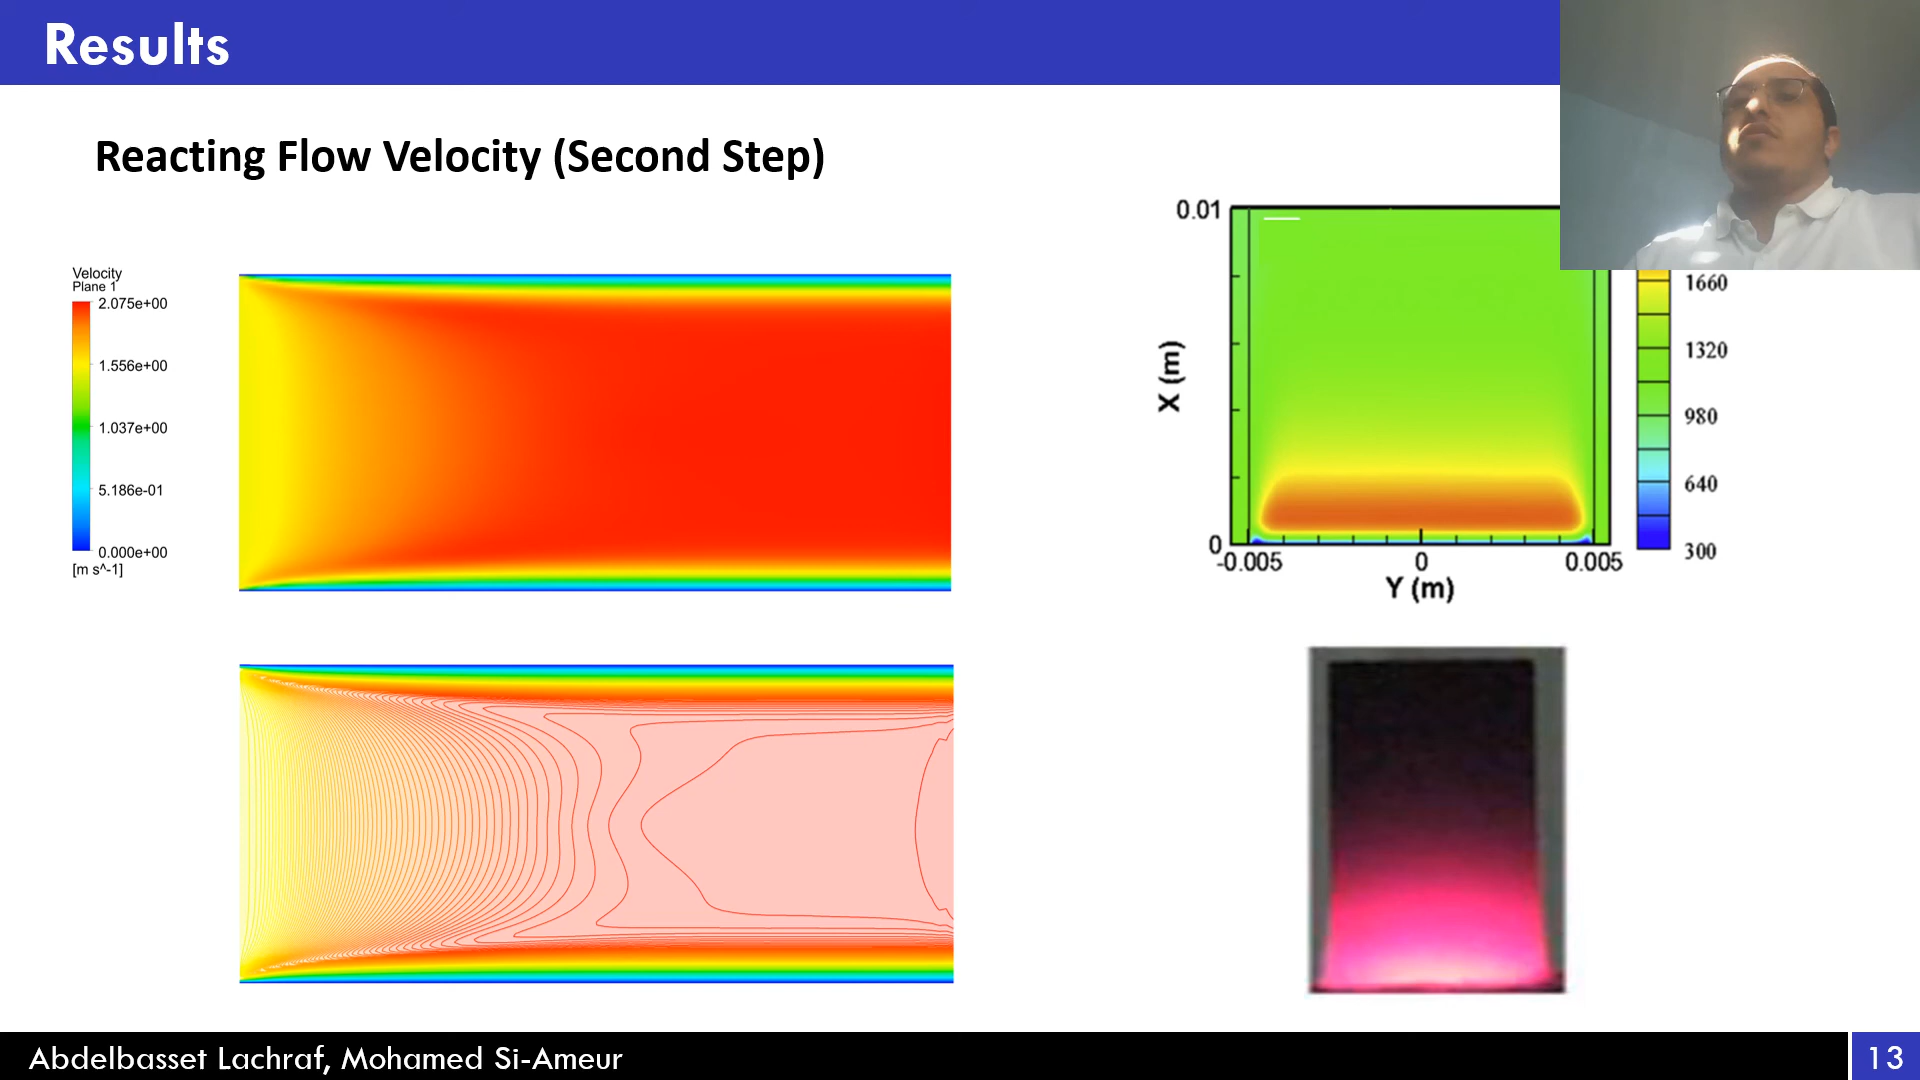 Results
Reacting Flow Velocity (Second Step)
Velocity
Plane 1
2.075e+00
1.556e+00
1.037e+00
5.186e-01
0.000e+00
[m s^-1]
0.01
X (m)
0
-0.005
0
0.005
Y (m)
1660
1320
980
640
300
Abdelbasset Lachraf, Mohamed Si-Ameur
13